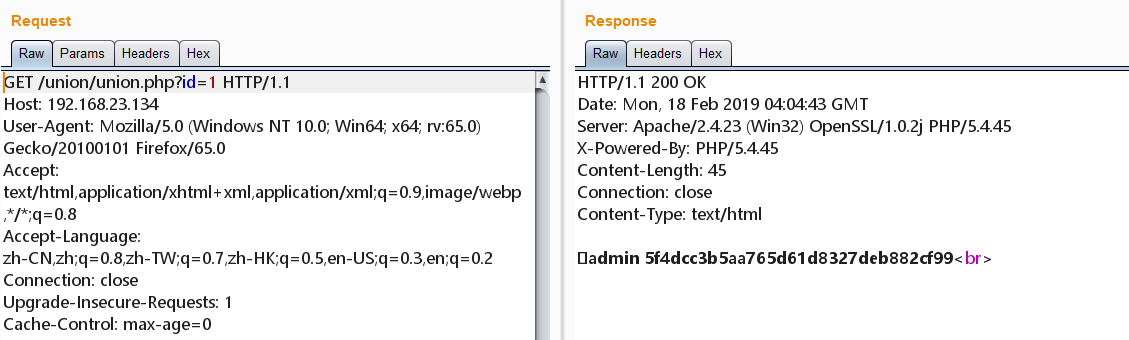 Request
Raw Params Headers Hex
GET /union/union.php?id=1 HTTP/1.1
Host: 192.168.23.134
User-Agent: Mozilla/5.0 (Windows NT 10.0; Win64; x64; rv:65.0)
Gecko/20100101 Firefox/65.0
Accept:
text/html,application/xhtml+xml,application/xml;q=0.9,image/webp
,*/*;q=0.8
Accept-Language:
zh-CN,zh;q=0.8,zh-TW;q=0.7,zh-HK;q=0.5,en-US;q=0.3,en;q=0.2
Connection: close
Upgrade-Insecure-Requests: 1
Cache-Control: max-age=0
Response
Raw Headers Hex
HTTP/1.1 200 OK
Date: Mon, 18 Feb 2019 04:04:43 GMT
Server: Apache/2.4.23 (Win32) OpenSSL/1.0.2j PHP/5.4.45
X-Powered-By: PHP/5.4.45
Content-Length: 45
Connection: close
Content-Type: text/html
admin 5f4dcc3b5aa765d61d8327deb882cf99<br>